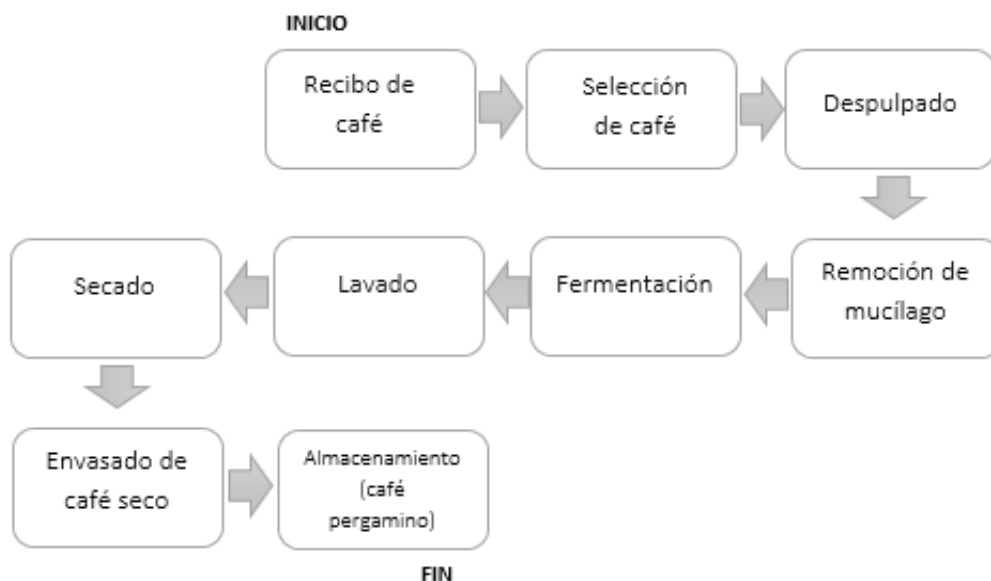 INICIO
Recibo de
café
Selección
de café
Despulpado
Remoción de
mucílago
Fermentación
Lavado
Secado
Envasado de
café seco
Almacenamiento
(café
pergamino)
FIN